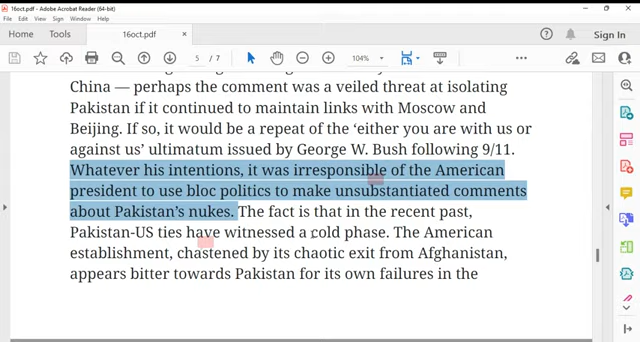 16oct.pdf - Adobe Acrobat Reader (64-bit)
File Edit View Sign Window Help
Home Tools 16oct.pdf × Sign In
5 / 7 104%
China — perhaps the comment was a veiled threat at isolating
Pakistan if it continued to maintain links with Moscow and
Beijing. If so, it would be a repeat of the ‘either you are with us or
against us’ ultimatum issued by George W. Bush following 9/11.
Whatever his intentions, it was irresponsible of the American
president to use bloc politics to make unsubstantiated comments
about Pakistan’s nukes. The fact is that in the recent past,
Pakistan-US ties have witnessed a cold phase. The American
establishment, chastened by its chaotic exit from Afghanistan,
appears bitter towards Pakistan for its own failures in the